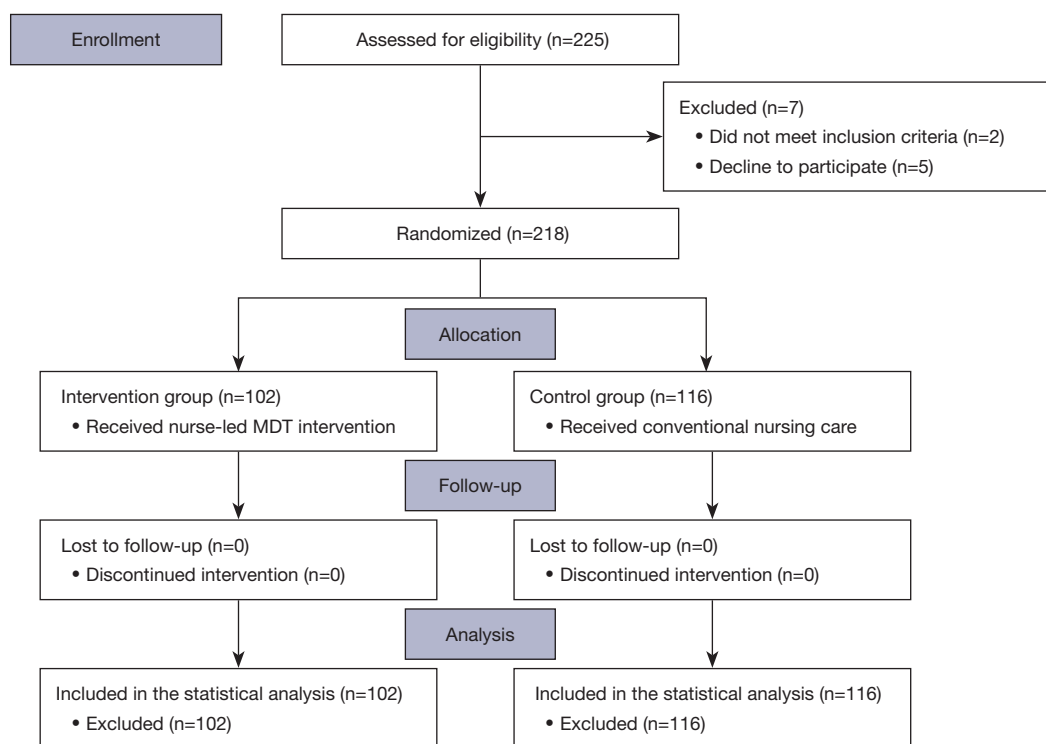 Enrollment
Assessed for eligibility (n=225)
Excluded (n=7)
• Did not meet inclusion criteria (n=2)
• Decline to participate (n=5)
Randomized (n=218)
Allocation
Intervention group (n=102)
• Received nurse-led MDT intervention
Control group (n=116)
• Received conventional nursing care
Follow-up
Lost to follow-up (n=0)
• Discontinued intervention (n=0)
Lost to follow-up (n=0)
• Discontinued intervention (n=0)
Analysis
Included in the statistical analysis (n=102)
• Excluded (n=102)
Included in the statistical analysis (n=116)
• Excluded (n=116)